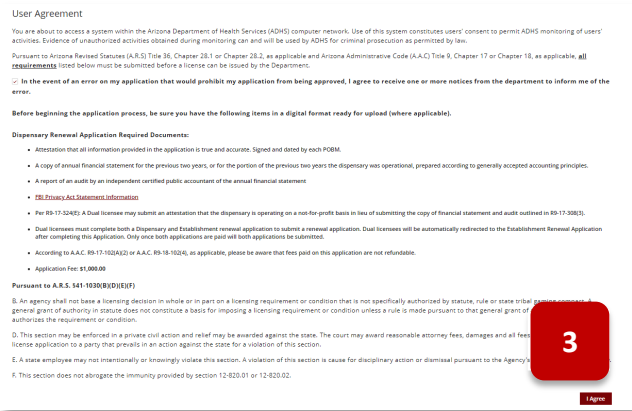 User Agreement
You are about to access a system within the Arizona Department of Health Services (ADHS) computer network. Use of this system constitutes users' consent to permit ADHS monitoring of users'
activities. Evidence of unauthorized activities obtained during monitoring can and will be used by ADHS for criminal prosecution as permitted by law.
Pursuant to Arizona Revised Statutes (A.R.S) Title 36, Chapter 28.1 or Chapter 28.2, as applicable and Arizona Administrative Code (A.A.C) Title 9, Chapter 17 or Chapter 18, as applicable, all
requirements listed below must be submitted before a license can be issued by the Department.
In the event of an error on my application that would prohibit my application from being approved, I agree to receive one or more notices from the department to inform me of the
error.
Before beginning the application process, be sure you have the following items in a digital format ready for upload (where applicable).
Dispensary Renewal Application Required Documents:
• Attestation that all information provided in the application is true and accurate. Signed and dated by each POBM.
• A copy of annual financial statement for the previous two years, or for the portion of the previous two years the dispensary was operational, prepared according to generally accepted accounting principles.
• A report of an audit by an independent certified public accountant of the annual financial statement
• FBI Privacy Act Statement Information
• Per R9-17-324(E): A Dual licensee may submit an attestation that the dispensary is operating on a not-for-profit basis in lieu of submitting the copy of financial statement and audit outlined in R9-17-308(3).
• Dual licensees must complete both a Dispensary and Establishment renewal application to submit a renewal application. Dual licensees will be automatically redirected to the Establishment Renewal Application
after completing this Application. Only once both applications are paid will both applications be submitted.
• According to A.A.C. R9-17-102(A)(2) or A.A.C. R9-18-102(4), as applicable, please be aware that fees paid on this application are not refundable.
• Application Fee: $1,000.00
Pursuant to A.R.S. §41-1030(B)(D)(E)(F)
B. An agency shall not base a licensing decision in whole or in part on a licensing requirement or condition that is not specifically authorized by statute, rule or state tribal gaming compact. A
general grant of authority in statute does not constitute a basis for imposing a licensing requirement or condition unless a rule is made pursuant to that general grant of
authorizes the requirement or condition.
D. This section may be enforced in a private civil action and relief may be awarded against the state. The court may award reasonable attorney fees, damages and all fees
license application to a party that prevails in an action against the state for a violation of this section.
E. A state employee may not intentionally or knowingly violate this section. A violation of this section is cause for disciplinary action or dismissal pursuant to the Agency's
F. This section does not abrogate the immunity provided by section 12-820.01 or 12-820.02.
3
I Agree